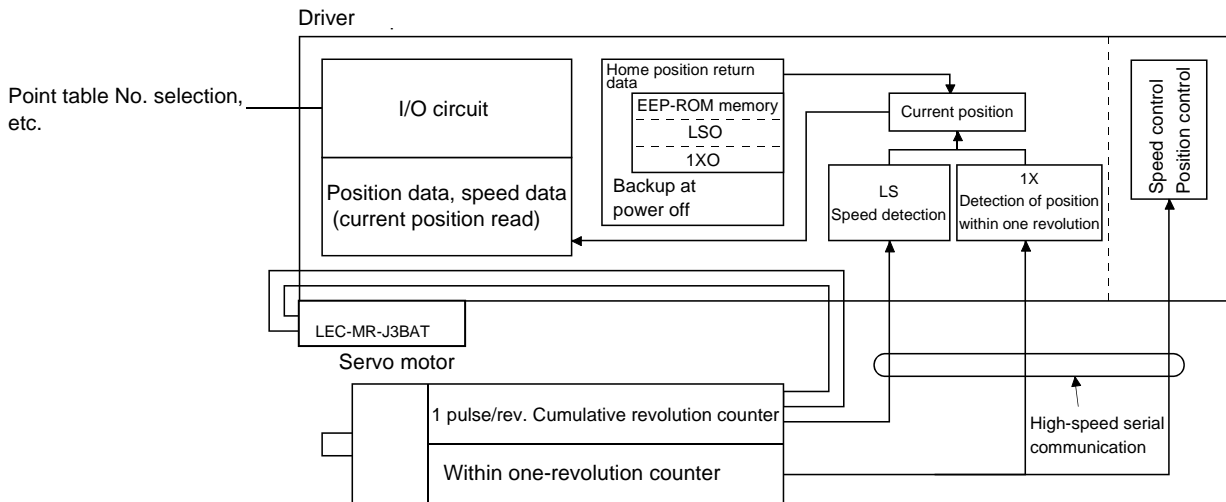 Driver
Point table No. selection,
etc.
I/O circuit
Position data, speed data
(current position read)
Home position return
data
EEP-ROM memory
LSO
1XO
Backup at
power off
Current position
LS
Speed detection
1X
Detection of position
within one revolution
Speed control
Position control
LEC-MR-J3BAT
Servo motor
1 pulse/rev. Cumulative revolution counter
Within one-revolution counter
High-speed serial
communication